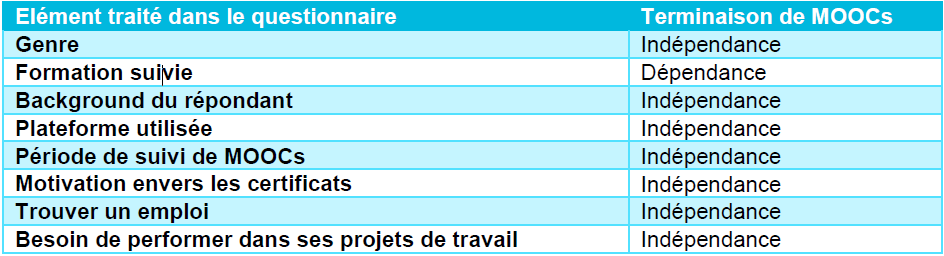 Elément traité dans le questionnaire Terminaison de MOOCs
Genre Indépendance
Formation suivie Dépendance
Background du répondant Indépendance
Plateforme utilisée Indépendance
Période de suivi de MOOCs Indépendance
Motivation envers les certificats Indépendance
Trouver un emploi Indépendance
Besoin de performer dans ses projets de travail Indépendance